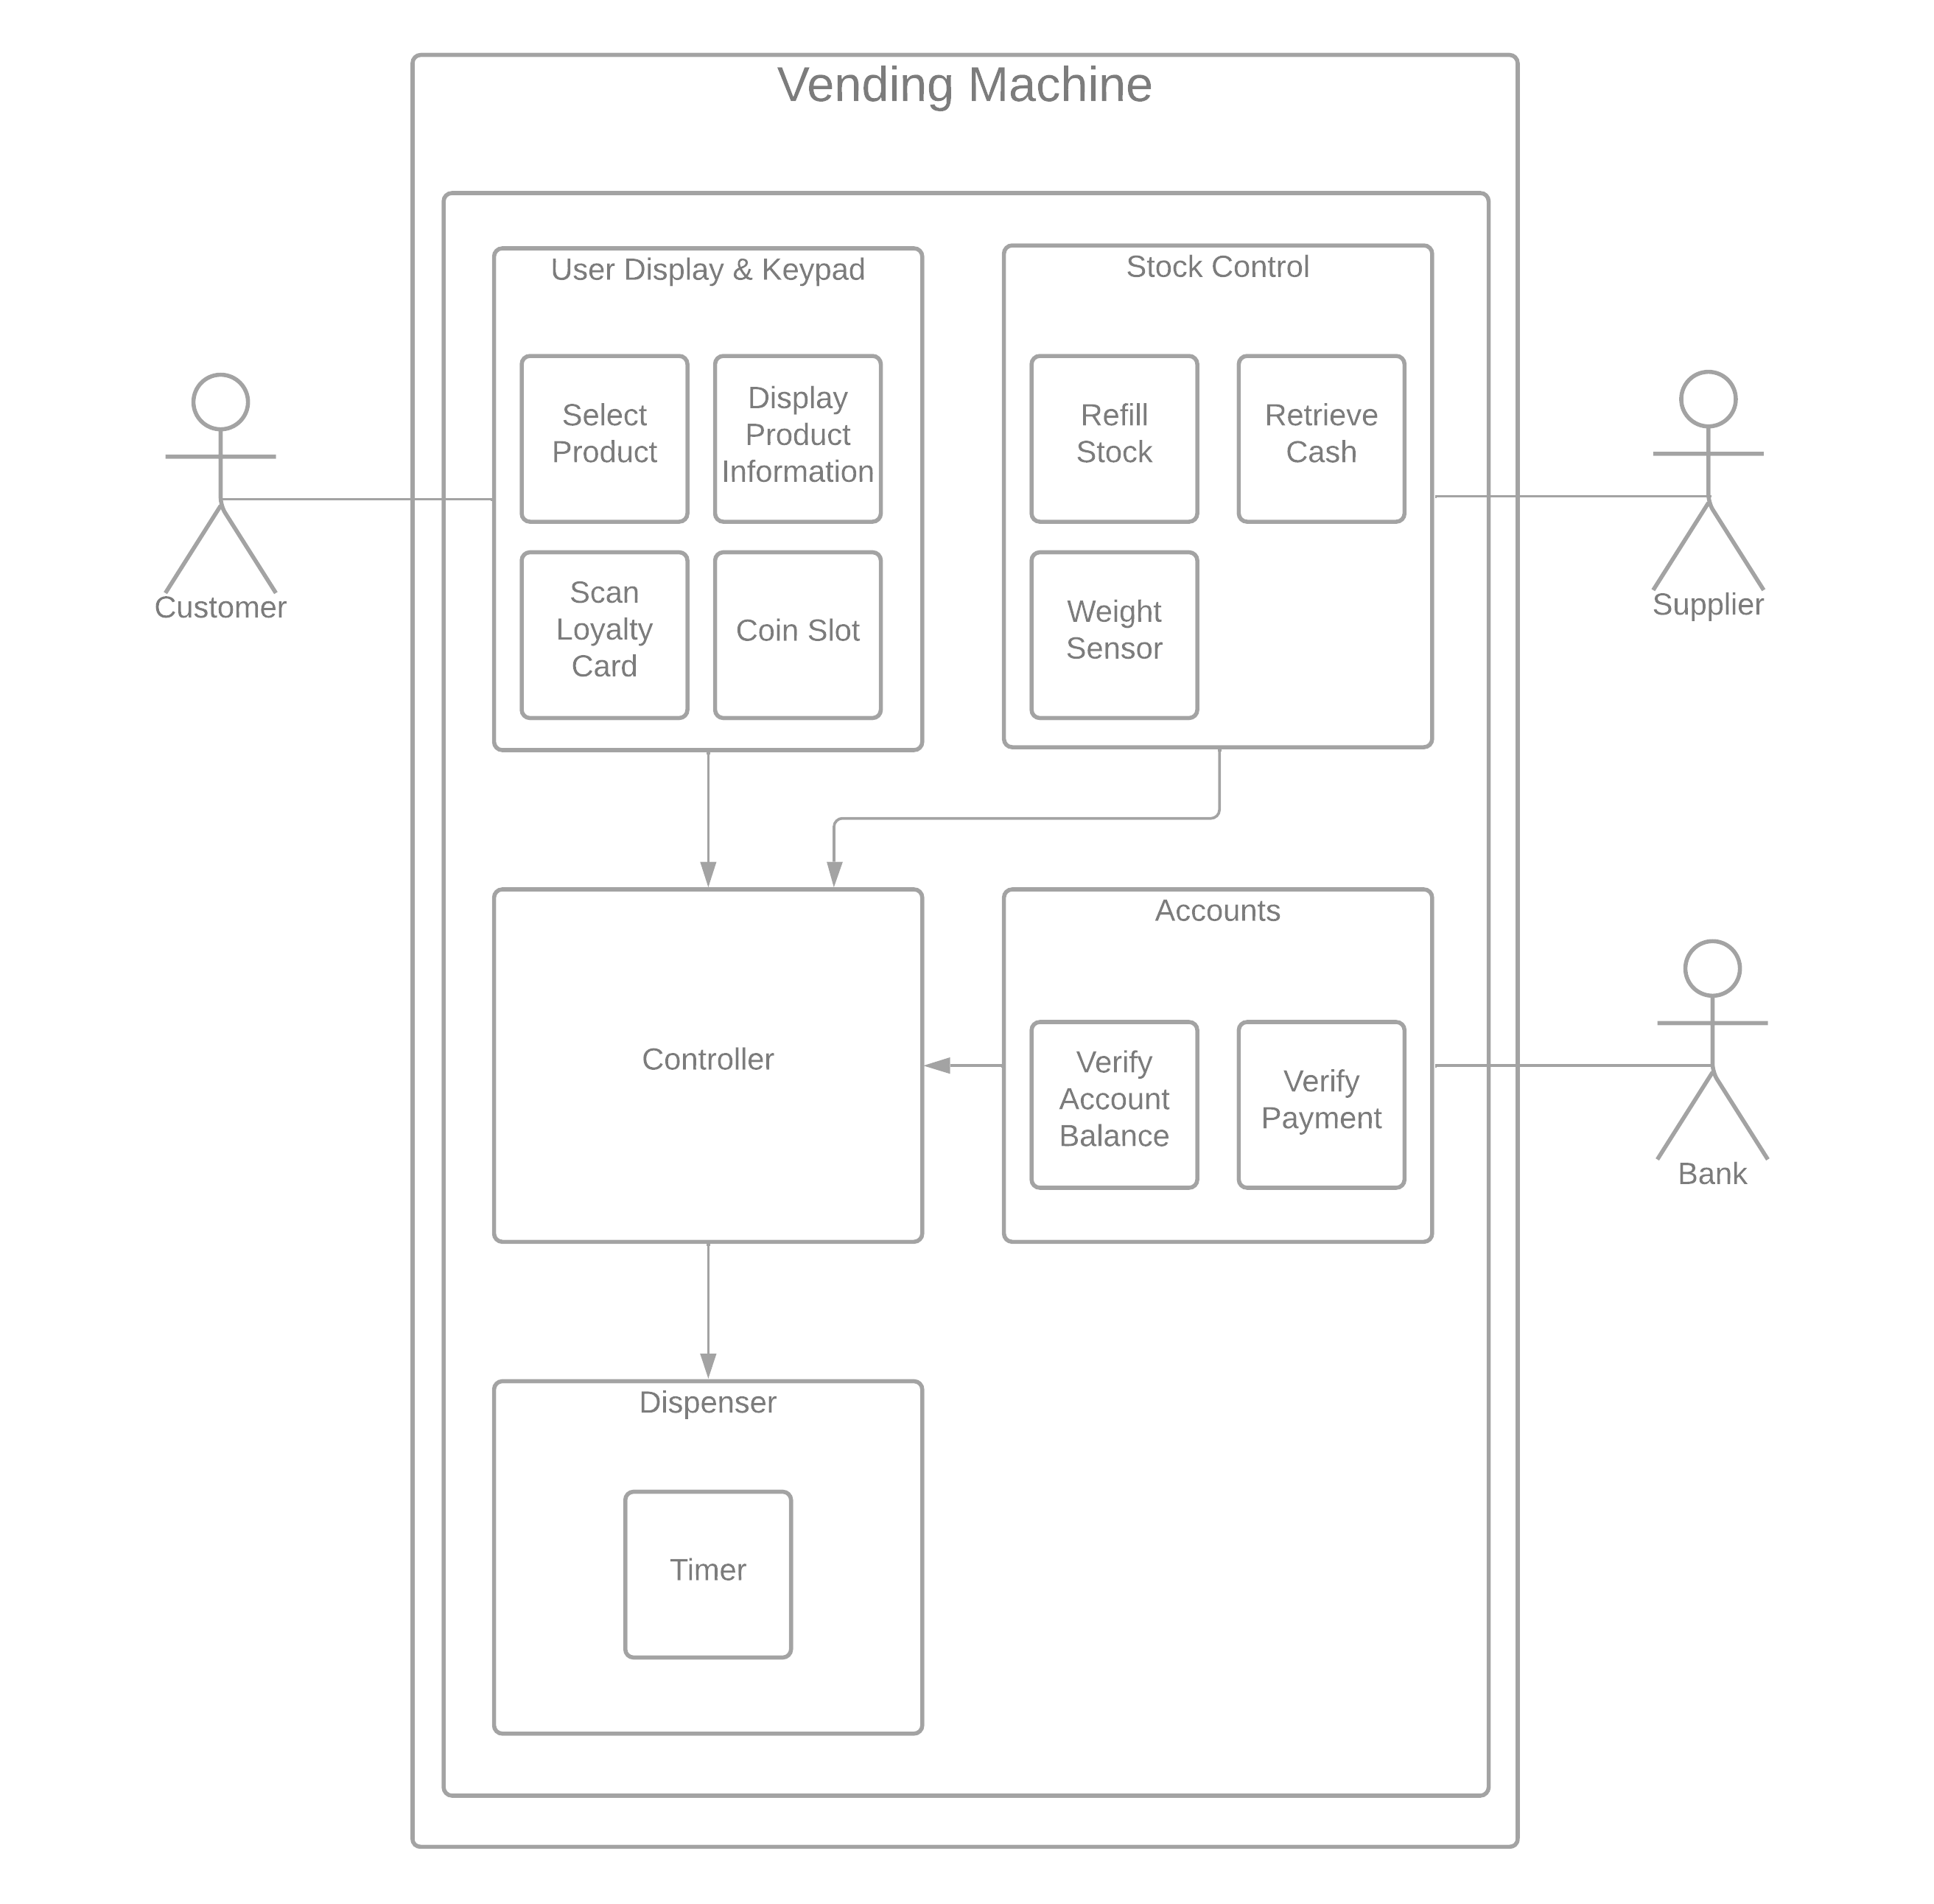 Vending Machine
User Display & Keypad
Select
Product
Display
Product
Information
Scan
Loyalty
Card
Coin Slot
Stock Control
Refill
Stock
Retrieve
Cash
Weight
Sensor
Customer
Supplier
Controller
Accounts
Verify
Account
Balance
Verify
Payment
Bank
Dispenser
Timer